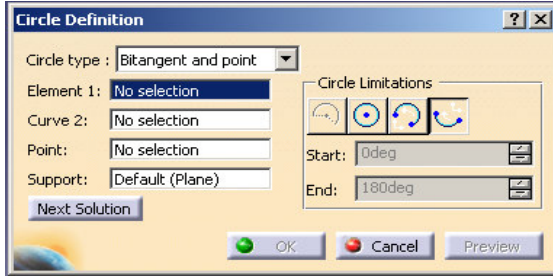 Circle Definition
? X
Circle type : Bitangent and point
Element 1: No selection
Curve 2: No selection
Point: No selection
Support: Default (Plane)
Next Solution
Circle Limitations
Start: 0deg
End: 180deg
OK Cancel Preview